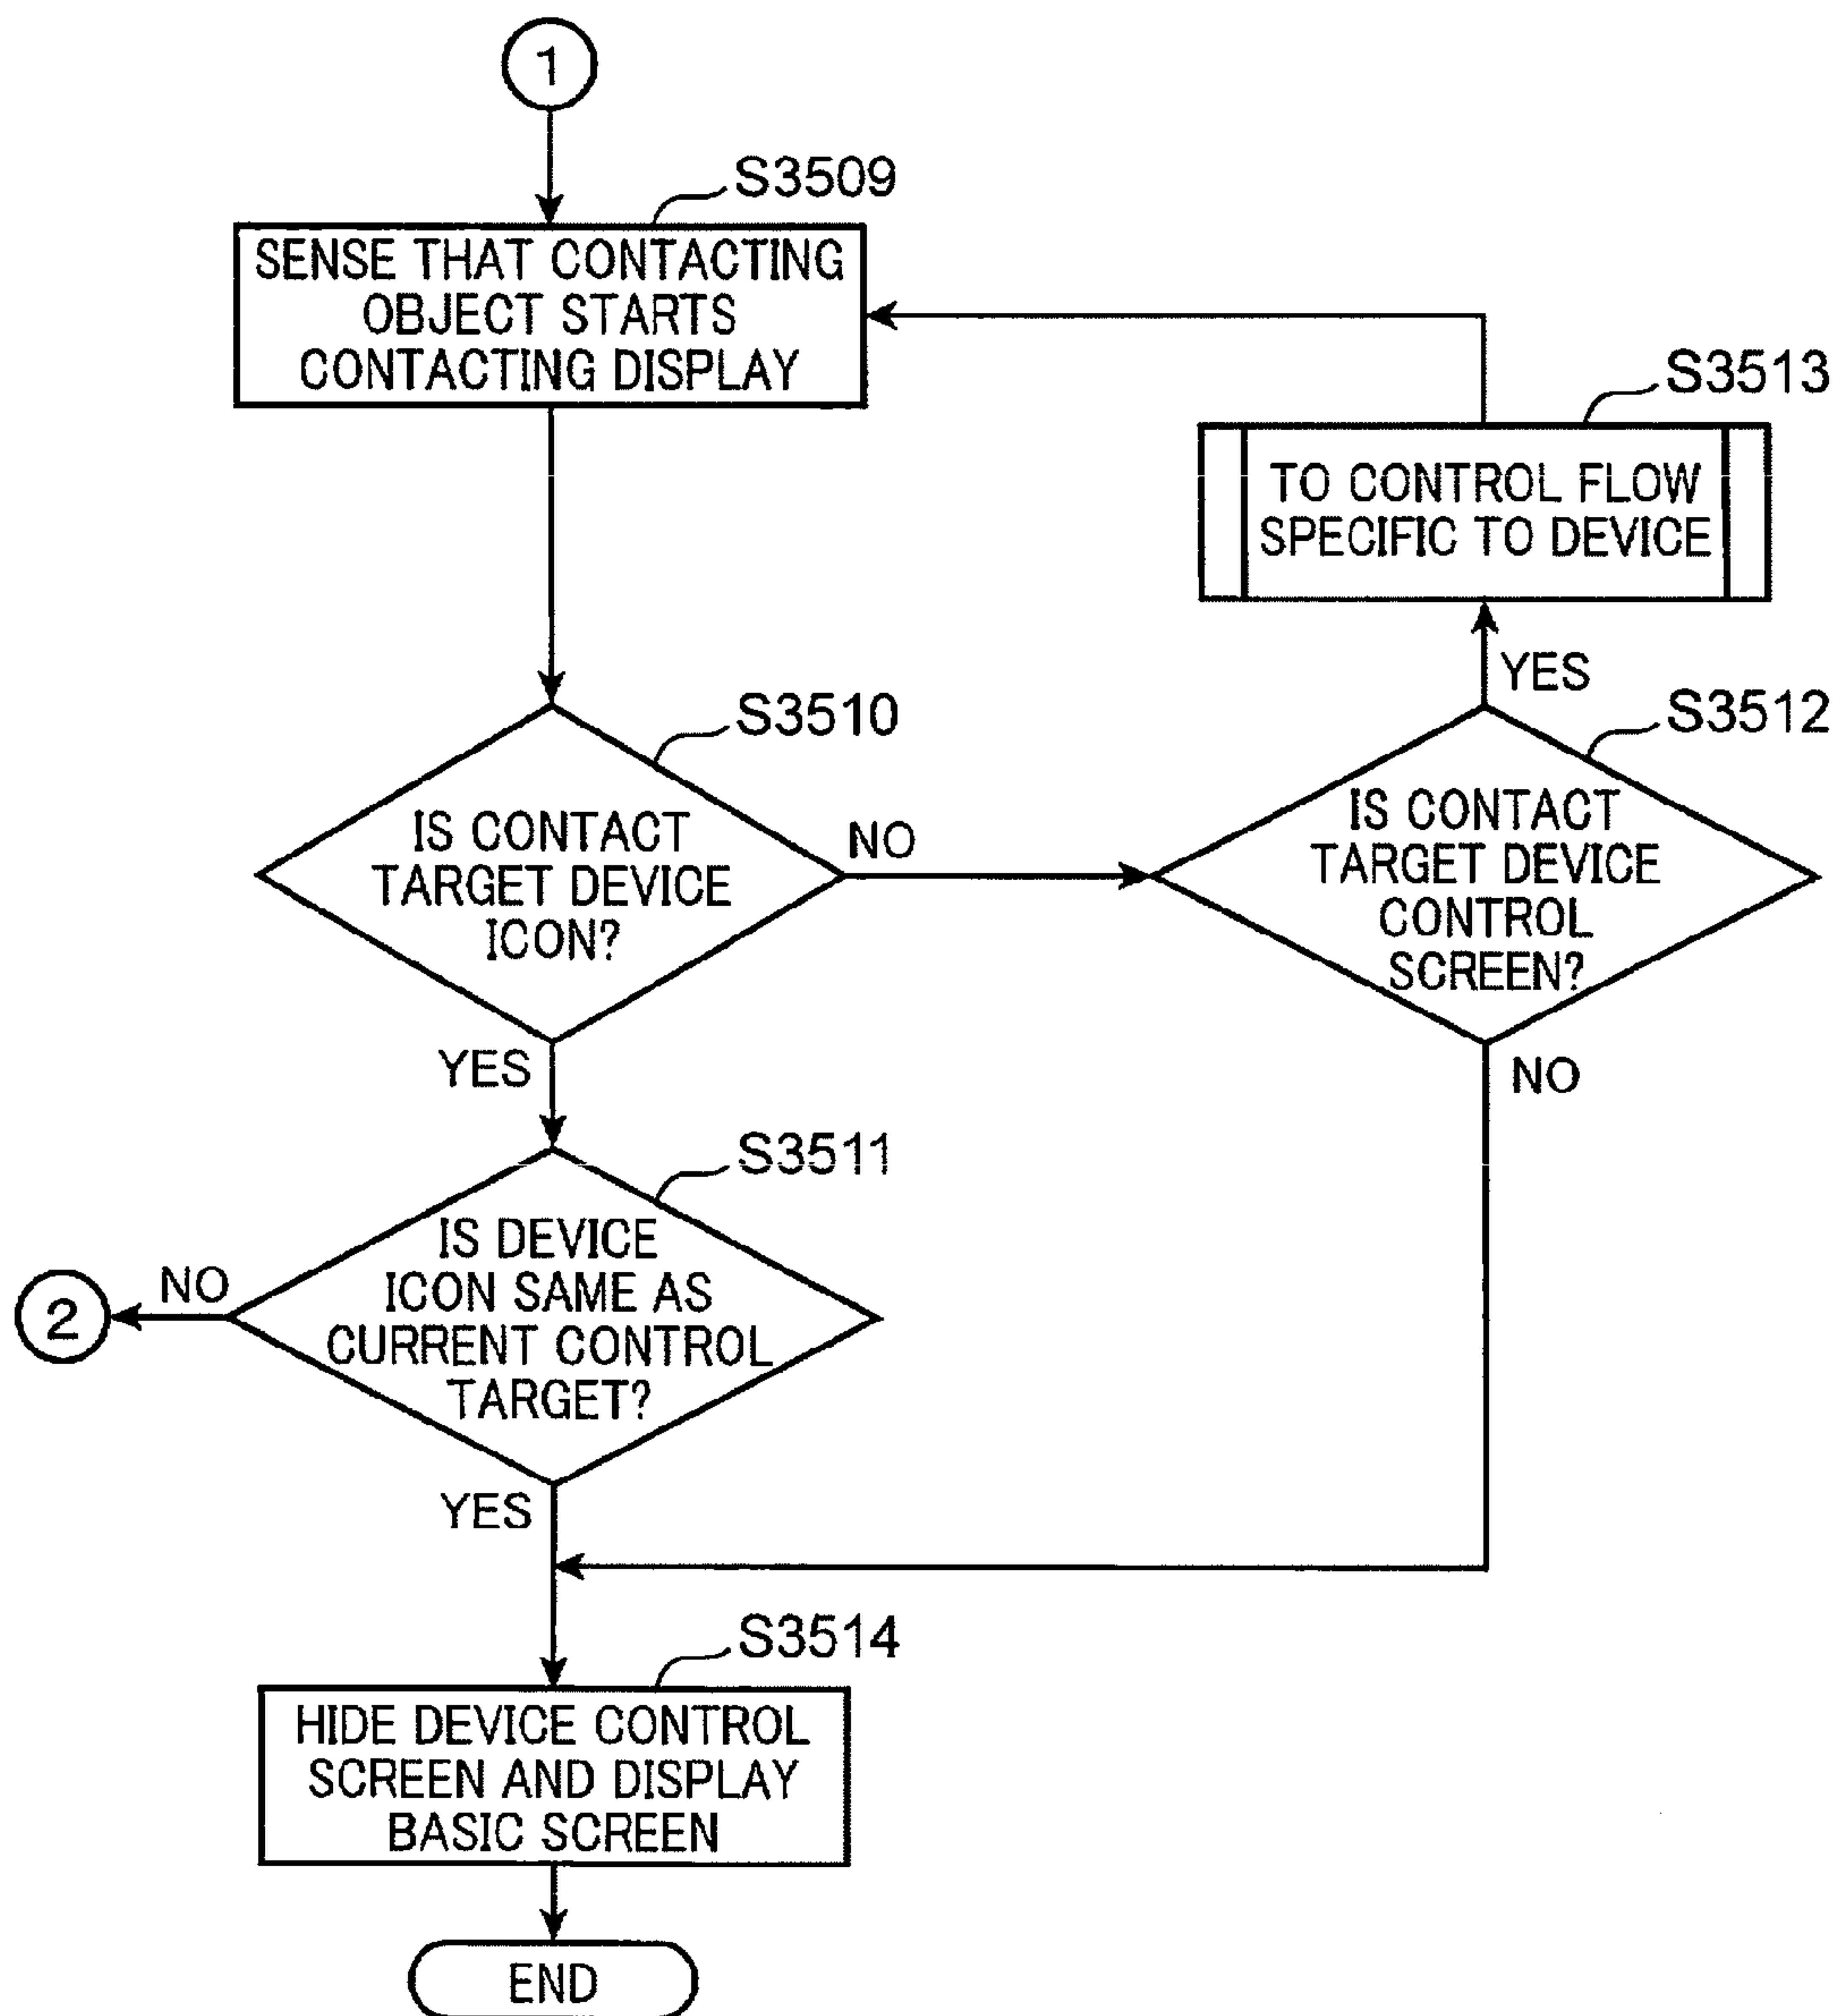 1
S3509
SENSE THAT CONTACTING
OBJECT STARTS
CONTACTING DISPLAY
S3513
TO CONTROL FLOW
SPECIFIC TO DEVICE
YES
S3510
S3512
IS CONTACT
TARGET DEVICE
ICON?
NO
IS CONTACT
TARGET DEVICE
CONTROL
SCREEN?
YES
NO
S3511
IS DEVICE
ICON SAME AS
CURRENT CONTROL
TARGET?
NO
2
YES
S3514
HIDE DEVICE CONTROL
SCREEN AND DISPLAY
BASIC SCREEN
END